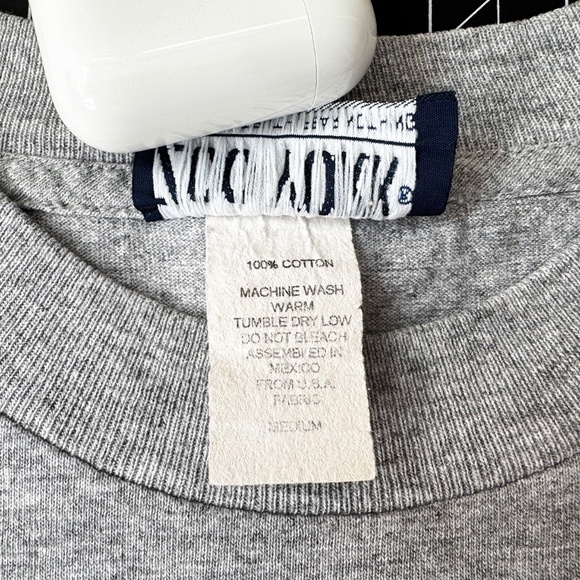 100% COTTON
MACHINE WASH
WARM
TUMBLE DRY LOW
DO NOT BLEACH
ASSEMBLED IN
MEXICO
FROM U.S.A.
FABRIC
MEDIUM
®